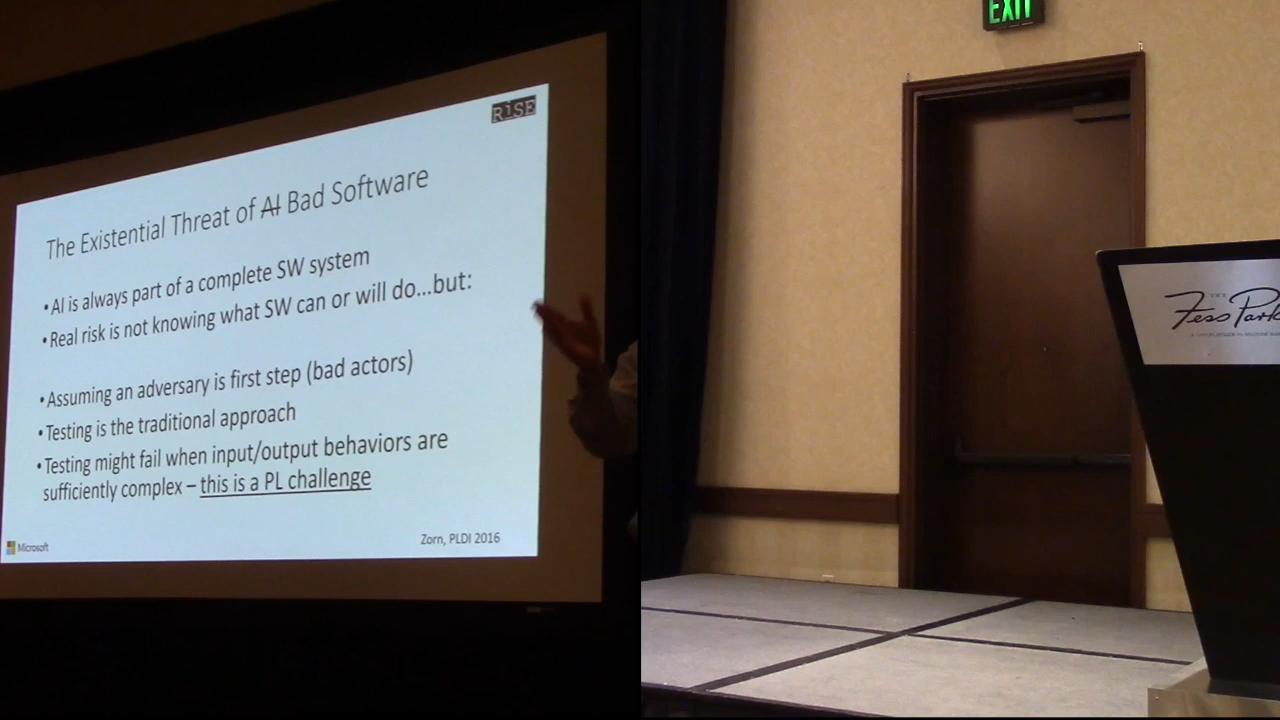 RiSE
The Existential Threat of AI Bad Software
•AI is always part of a complete SW system
•Real risk is not knowing what SW can or will do...but:
•Assuming an adversary is first step (bad actors)
•Testing is the traditional approach
•Testing might fail when input/output behaviors are
sufficiently complex – this is a PL challenge
Microsoft
Zorn, PLDI 2016
EXIT
THE
Fess Park